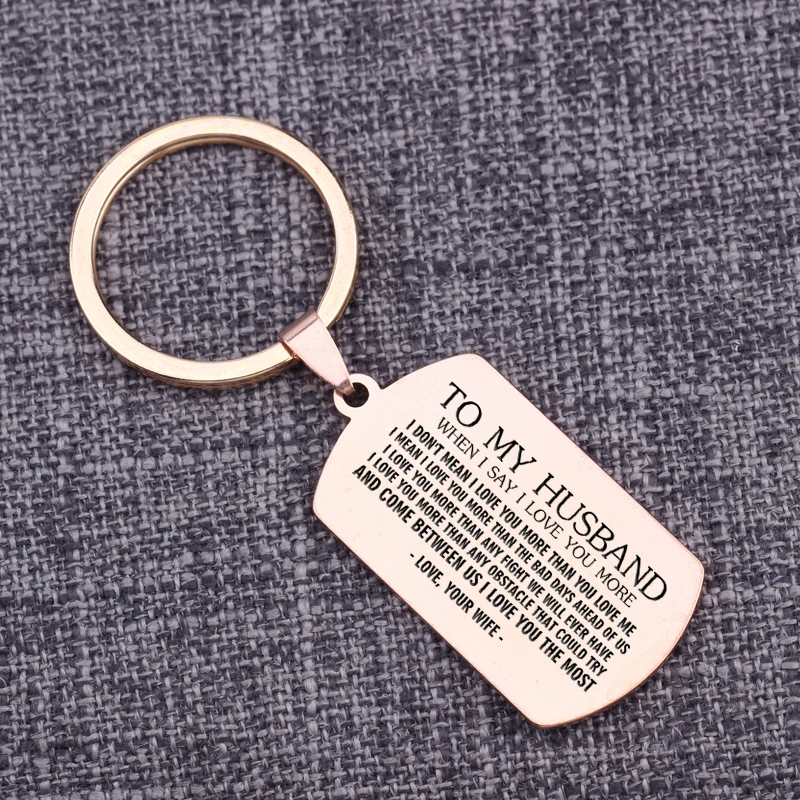 TO MY HUSBAND
WHEN I SAY I LOVE YOU MORE
I DON'T MEAN I LOVE YOU MORE THAN YOU LOVE ME
I MEAN I LOVE YOU MORE THAN THE BAD DAYS AHEAD OF US
I LOVE YOU MORE THAN ANY FIGHT WE WILL EVER HAVE
I LOVE YOU MORE THAN ANY OBSTACLE THAT COULD TRY
AND COME BETWEEN US I LOVE YOU THE MOST
- LOVE, YOUR WIFE -